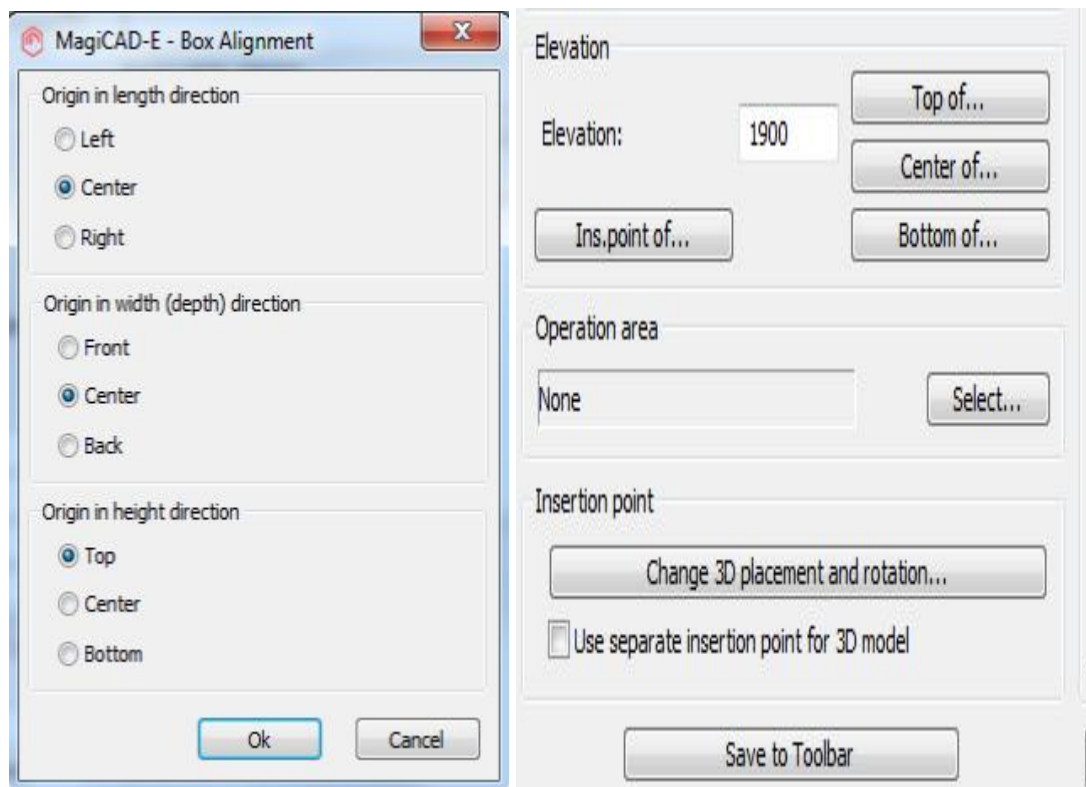 MagiCAD-E - Box Alignment
Origin in length direction
Left
Center
Right
Origin in width (depth) direction
Front
Center
Back
Origin in height direction
Top
Center
Bottom
Ok
Cancel
Elevation
Elevation:
1900
Top of...
Center of...
Ins.point of...
Bottom of...
Operation area
None
Select...
Insertion point
Change 3D placement and rotation...
Use separate insertion point for 3D model
Save to Toolbar